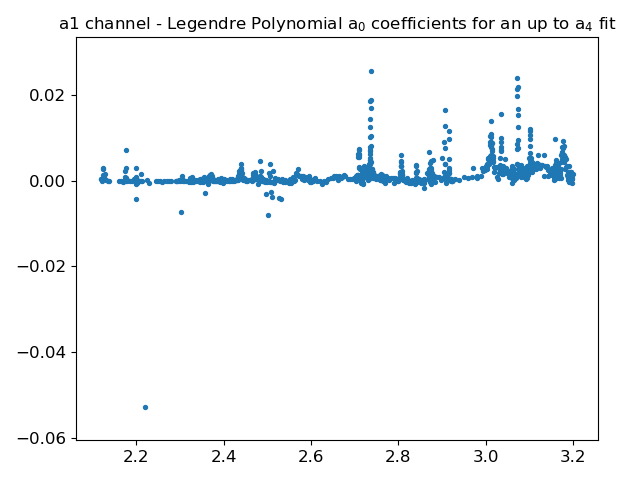 a1 channel - Legendre Polynomial a₀ coefficients for an up to a₄ fit
0.02
0.00
−0.02
−0.04
−0.06
2.2 2.4 2.6 2.8 3.0 3.2